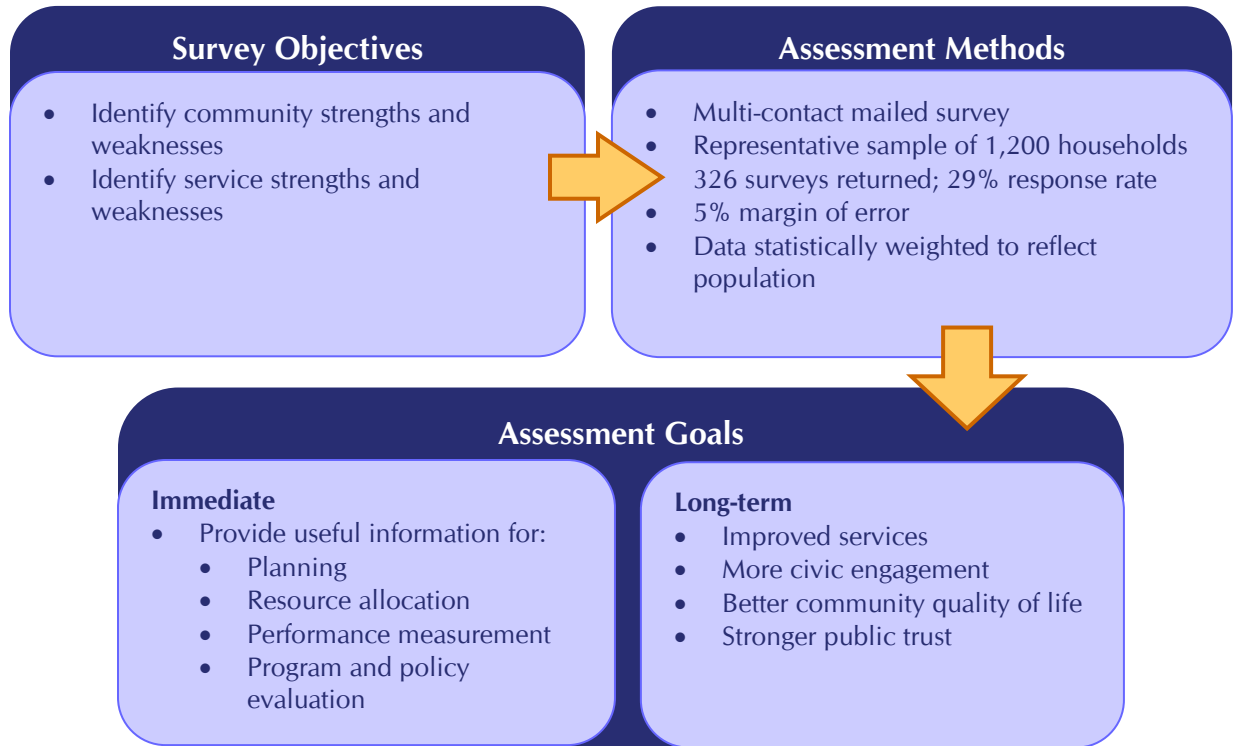 Survey Objectives
• Identify community strengths and
weaknesses
• Identify service strengths and
weaknesses
Assessment Methods
• Multi-contact mailed survey
• Representative sample of 1,200 households
326 surveys returned; 29% response rate
• 5% margin of error
• Data statistically weighted to reflect
population
Assessment Goals
Immediate
• Provide useful information for:
• Planning
• Resource allocation
• Performance measurement
• Program and policy
evaluation
Long-term
• Improved services
• More civic engagement
• Better community quality of life
• Stronger public trust